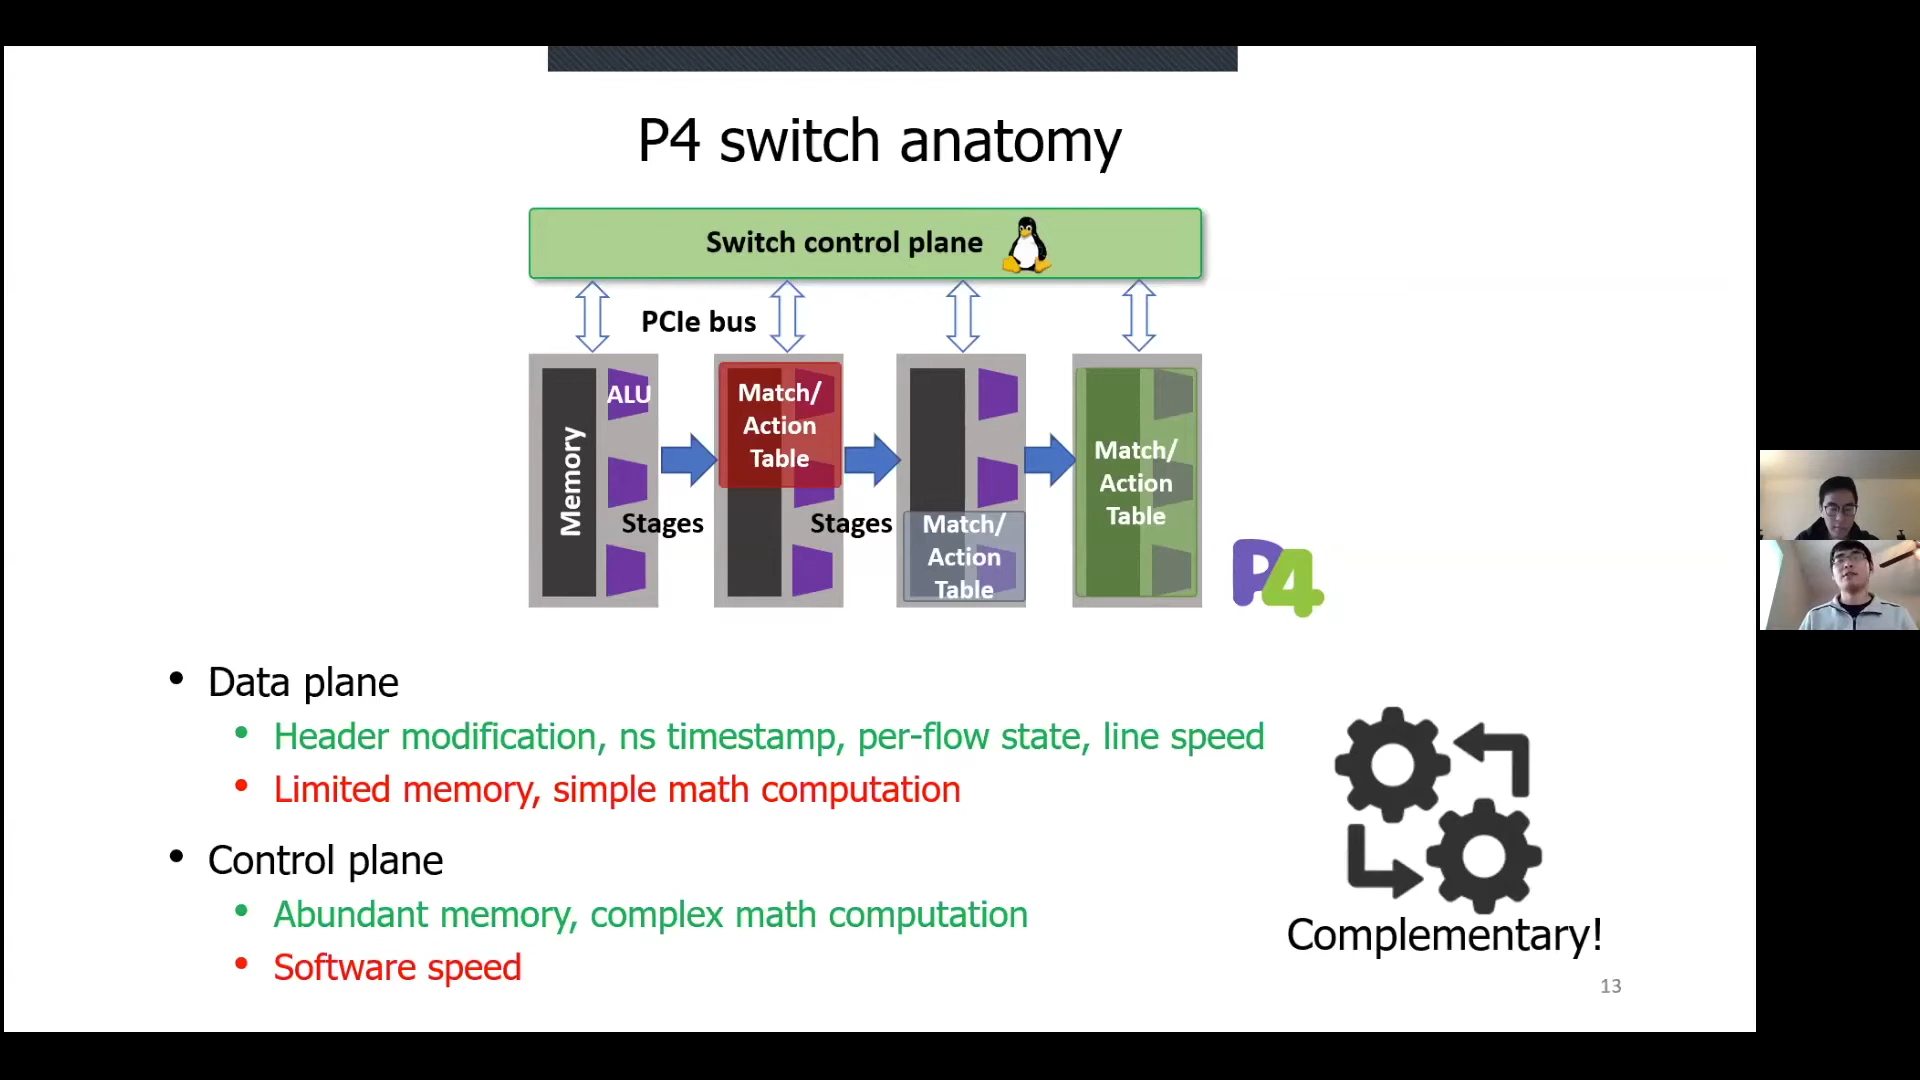 P4 switch anatomy
Switch control plane
PCIe bus
ALU
Memory
Stages
Match/
Action
Table
Stages
Match/
Action
Table
Match/
Action
Table
P4
• Data plane
• Header modification, ns timestamp, per-flow state, line speed
• Limited memory, simple math computation
• Control plane
• Abundant memory, complex math computation
• Software speed
Complementary!
13